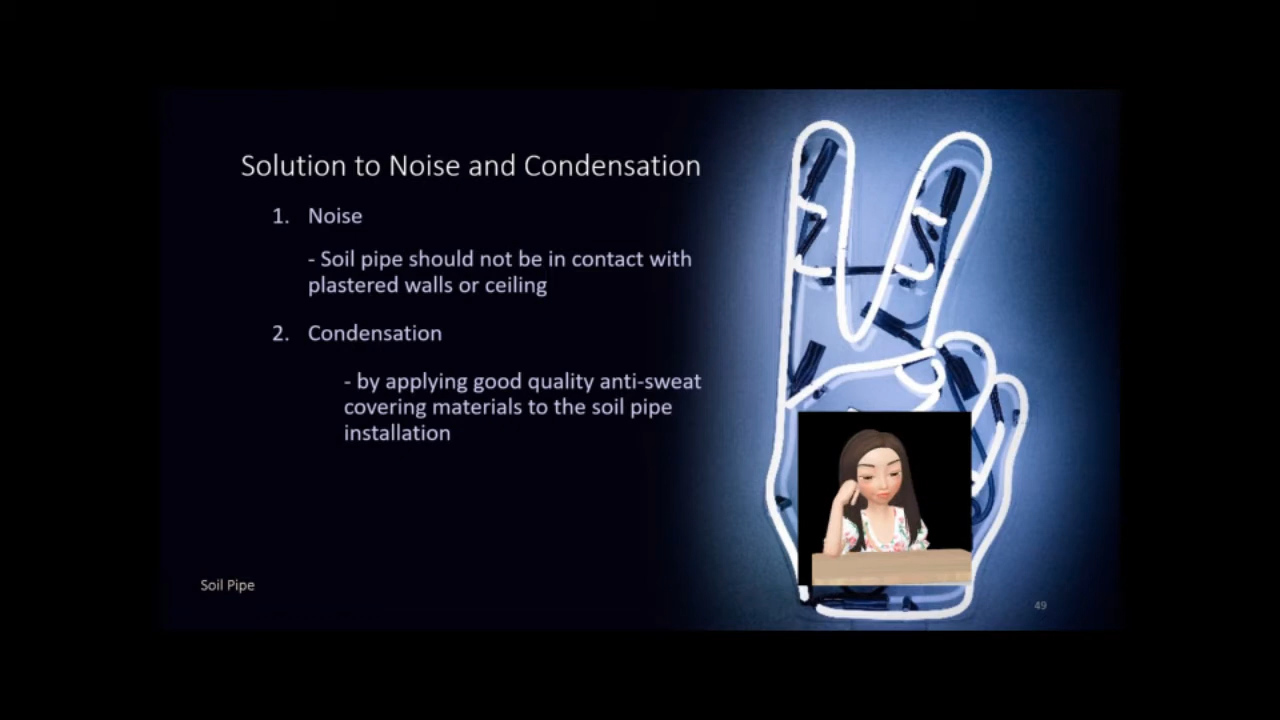 Solution to Noise and Condensation
1. Noise
- Soil pipe should not be in contact with
plastered walls or ceiling
2. Condensation
- by applying good quality anti-sweat
covering materials to the soil pipe
installation
Soil Pipe
49